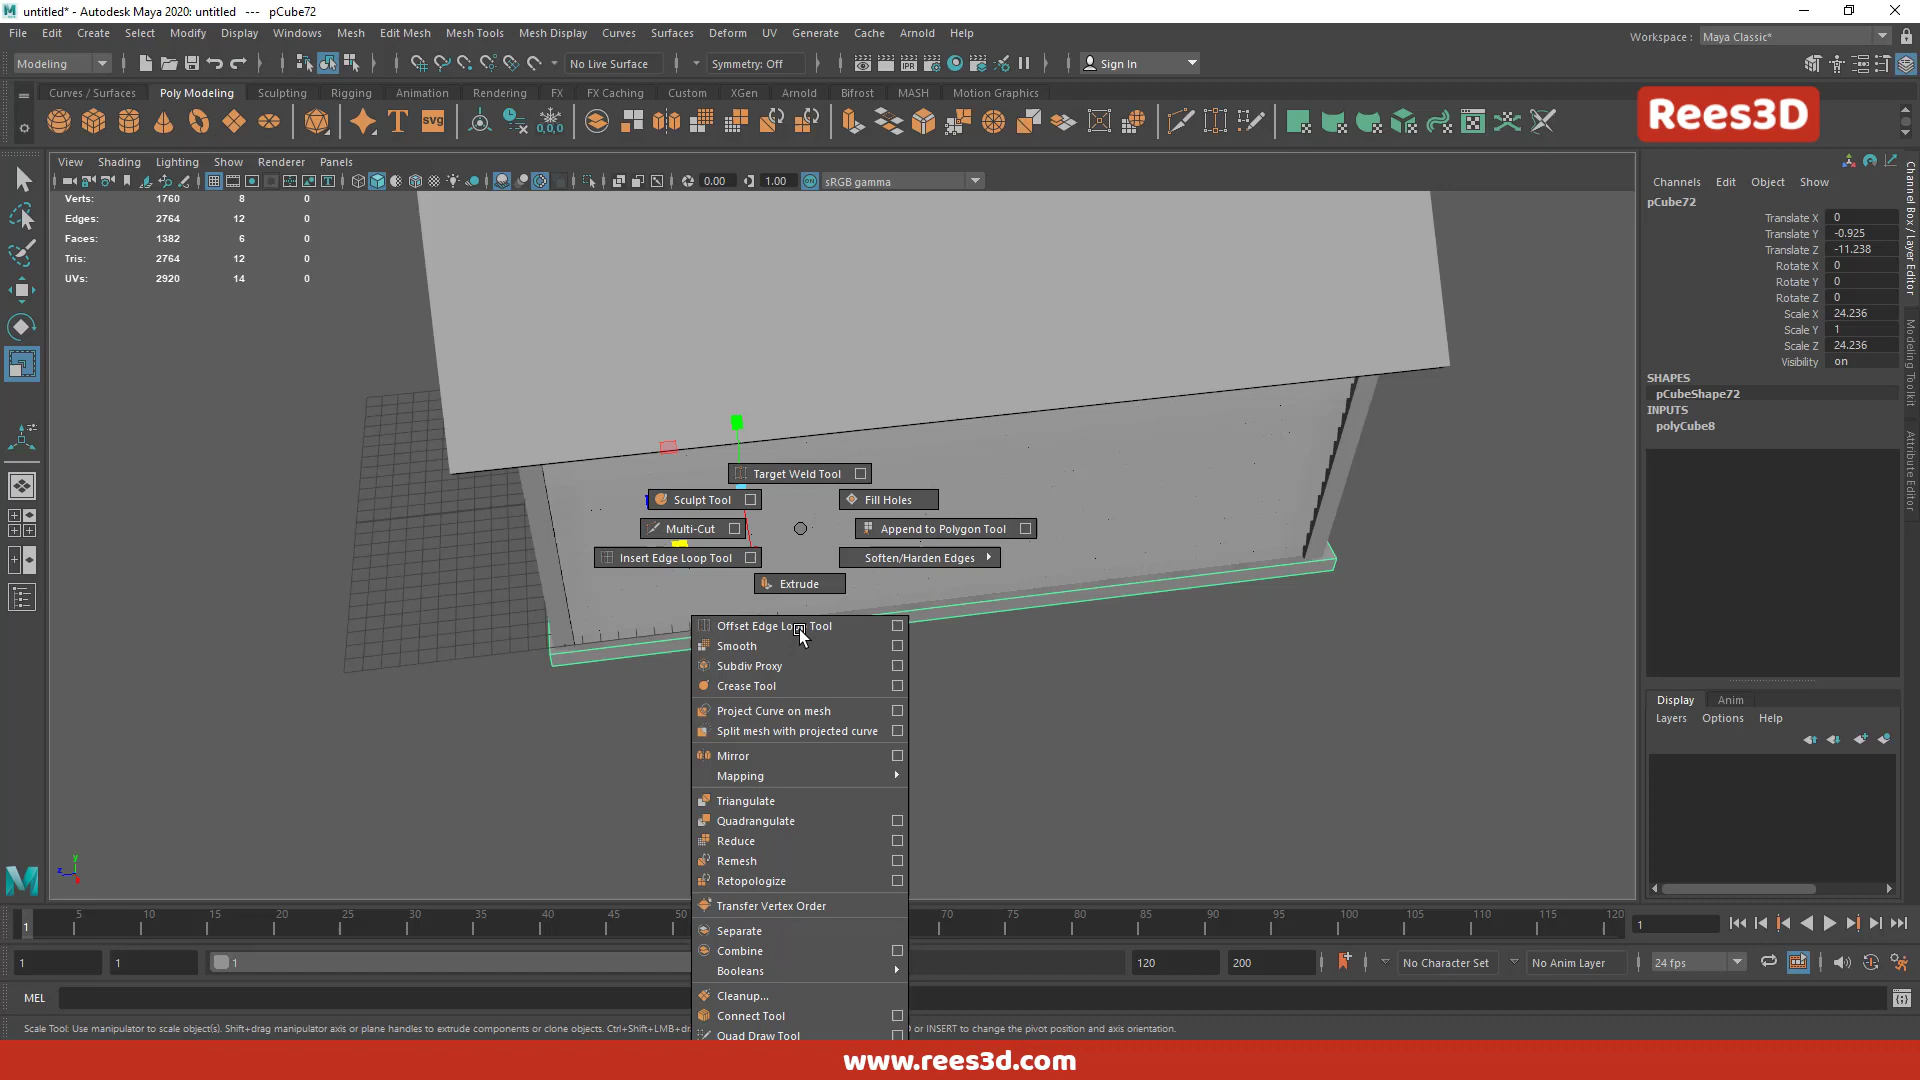 untitled* - Autodesk Maya 2020: untitled --- pCube72
File Edit Create Select Modify Display Windows Mesh Edit Mesh Mesh Tools Mesh Display Curves Surfaces Deform UV Generate Cache Arnold Help
Workspace : Maya Classic*
Modeling No Live Surface Symmetry: Off Sign In
Curves / Surfaces Poly Modeling Sculpting Rigging Animation Rendering FX FX Caching Custom XGen Arnold Bifrost MASH Motion Graphics
Rees3D
View Shading Lighting Show Renderer Panels
0.00 1.00 sRGB gamma
Verts: 1760 8 0
Edges: 2764 12 0
Faces: 1382 6 0
Tris: 2764 12 0
UVs: 2920 14 0
Channels Edit Object Show
pCube72
Translate X 0
Translate Y -0.925
Translate Z -11.238
Rotate X 0
Rotate Y 0
Rotate Z 0
Scale X 24.236
Scale Y 1
Scale Z 24.236
Visibility on
SHAPES
pCubeShape72
INPUTS
polyCube8
Channel Box / Layer Editor
Modeling Toolkit
Attribute Editor
Target Weld Tool
Sculpt Tool
Fill Holes
Multi-Cut
Append to Polygon Tool
Insert Edge Loop Tool
Soften/Harden Edges
Extrude
Smooth
Subdiv Proxy
Crease Tool
Project Curve on mesh
Split mesh with projected curve
Mirror
Mapping
Triangulate
Quadrangulate
Reduce
Remesh
Retopologize
Transfer Vertex Order
Separate
Combine
Booleans
Cleanup...
Connect Tool
Quad Draw Tool
Offset Edge Tool
Display Anim
Layers Options Help
y
z
5 10 15 20 25 30 35 40 45 50 70 75 80 85 90 95 100 105 110 115 120
1
1
1 1 1 120 200 No Character Set No Anim Layer 24 fps
MEL
Scale Tool: Use manipulator to scale object(s). Shift+drag manipulator axis or plane handles to extrude components or clone objects. Ctrl+Shift+LMB+dr
D or INSERT to change the pivot position and axis orientation.
www.rees3d.com